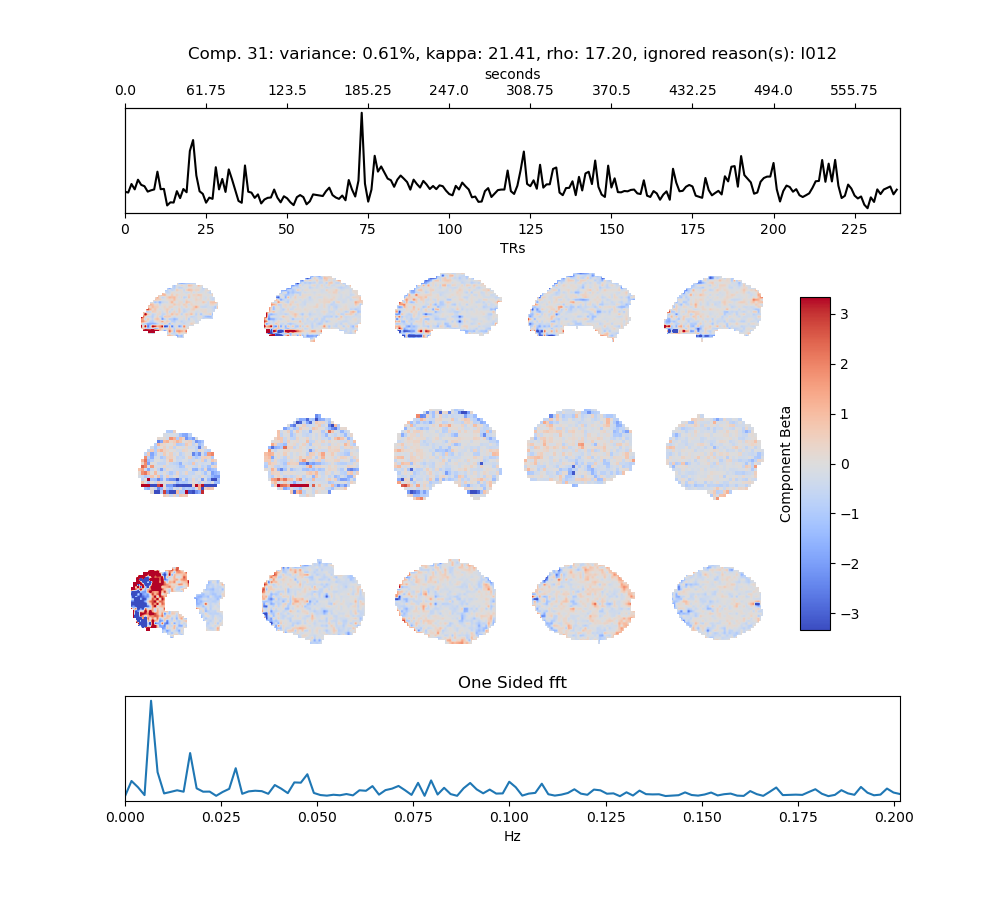 Comp. 31: variance: 0.61%, kappa: 21.41, rho: 17.20, ignored reason(s): I012
seconds
0.0 61.75 123.5 185.25 247.0 308.75 370.5 432.25 494.0 555.75
0 25 50 75 100 125 150 175 200 225
TRs
3
2
1
0
−1
−2
−3
Component Beta
One Sided fft
0.000 0.025 0.050 0.075 0.100 0.125 0.150 0.175 0.200
Hz